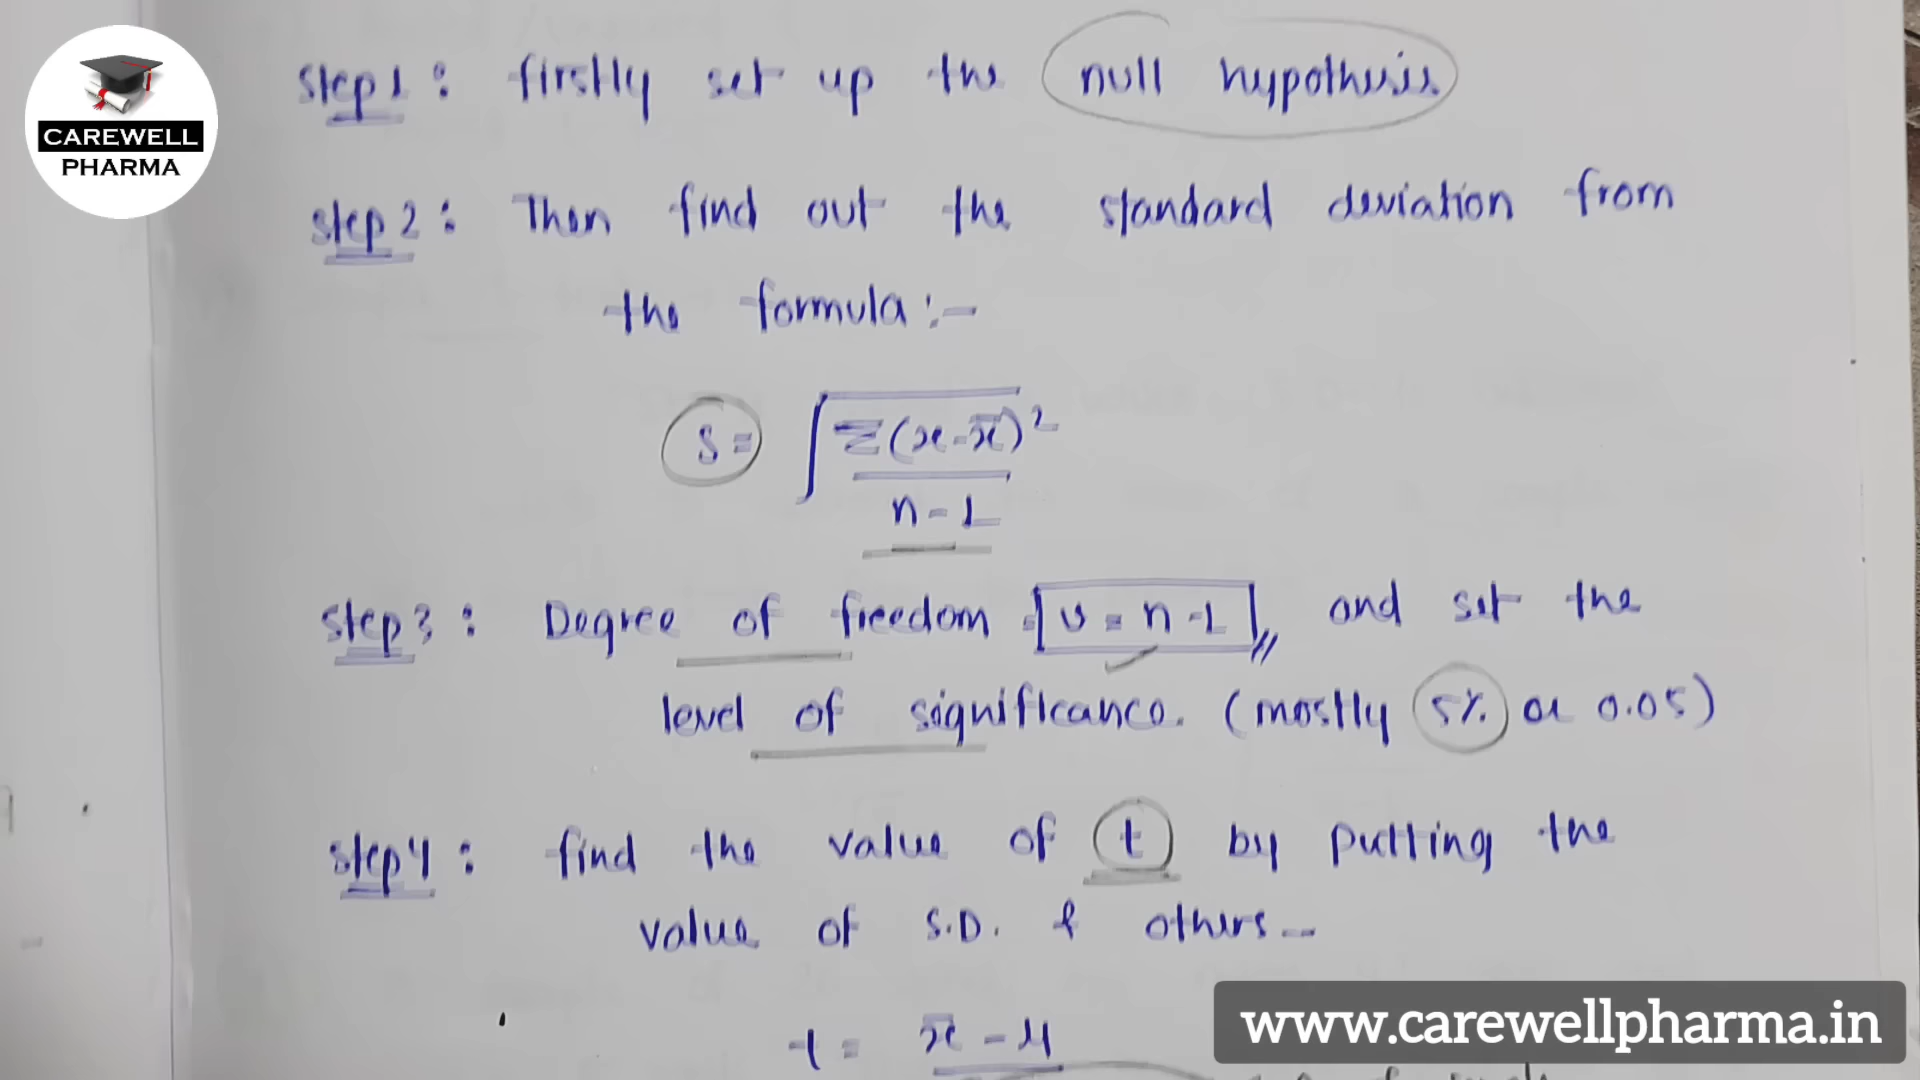 CAREWELL
PHARMA
Step 1: firstly set up the null hypothesis
Step 2: Then find out the standard deviation from
the formula:-
S = √Σ(x-x̄)²
n-1
Step 3: Degree of freedom = v = n-1 and set the
level of significance. (mostly 5% or 0.05)
Step 4: find the value of t by putting the
value of S.D. & others--
t = x̄ - μ
www.carewellpharma.in